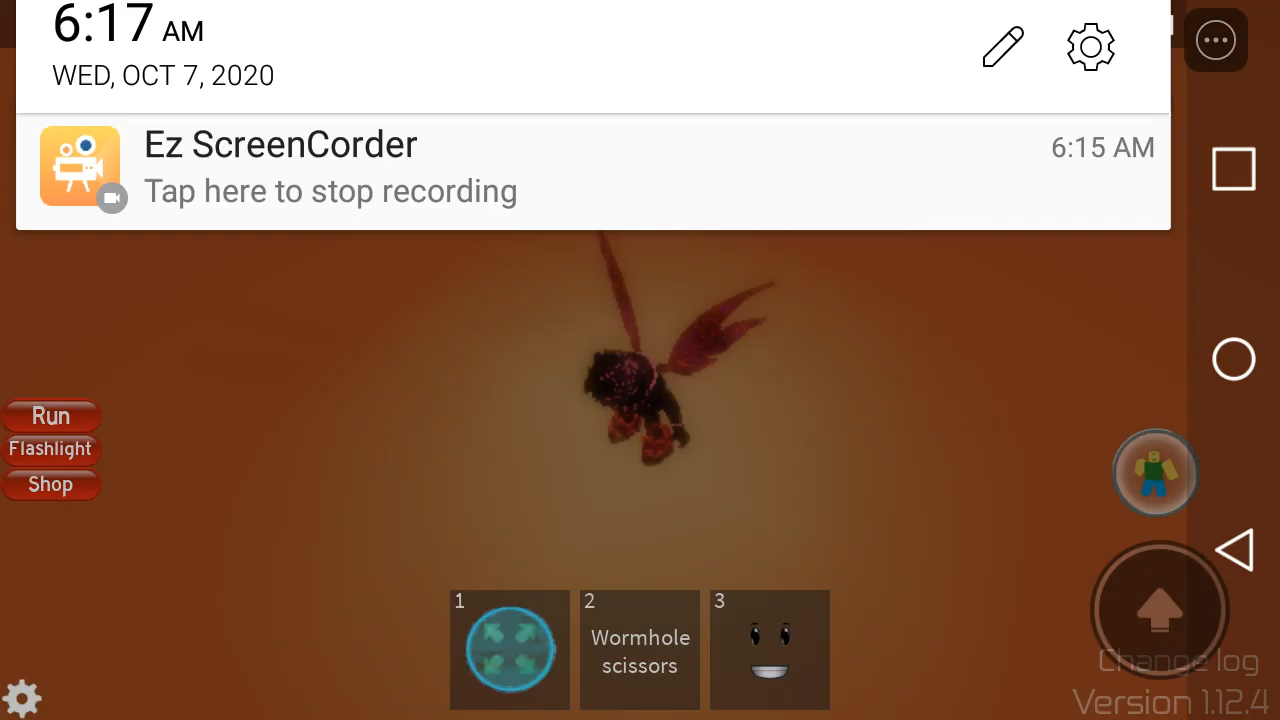 6:17 AM
WED, OCT 7, 2020
Ez ScreenCorder
6:15 AM
Tap here to stop recording
Run
Flashlight
Shop
1
2
3
Wormhole
scissors
Change log
Version 1.12.4